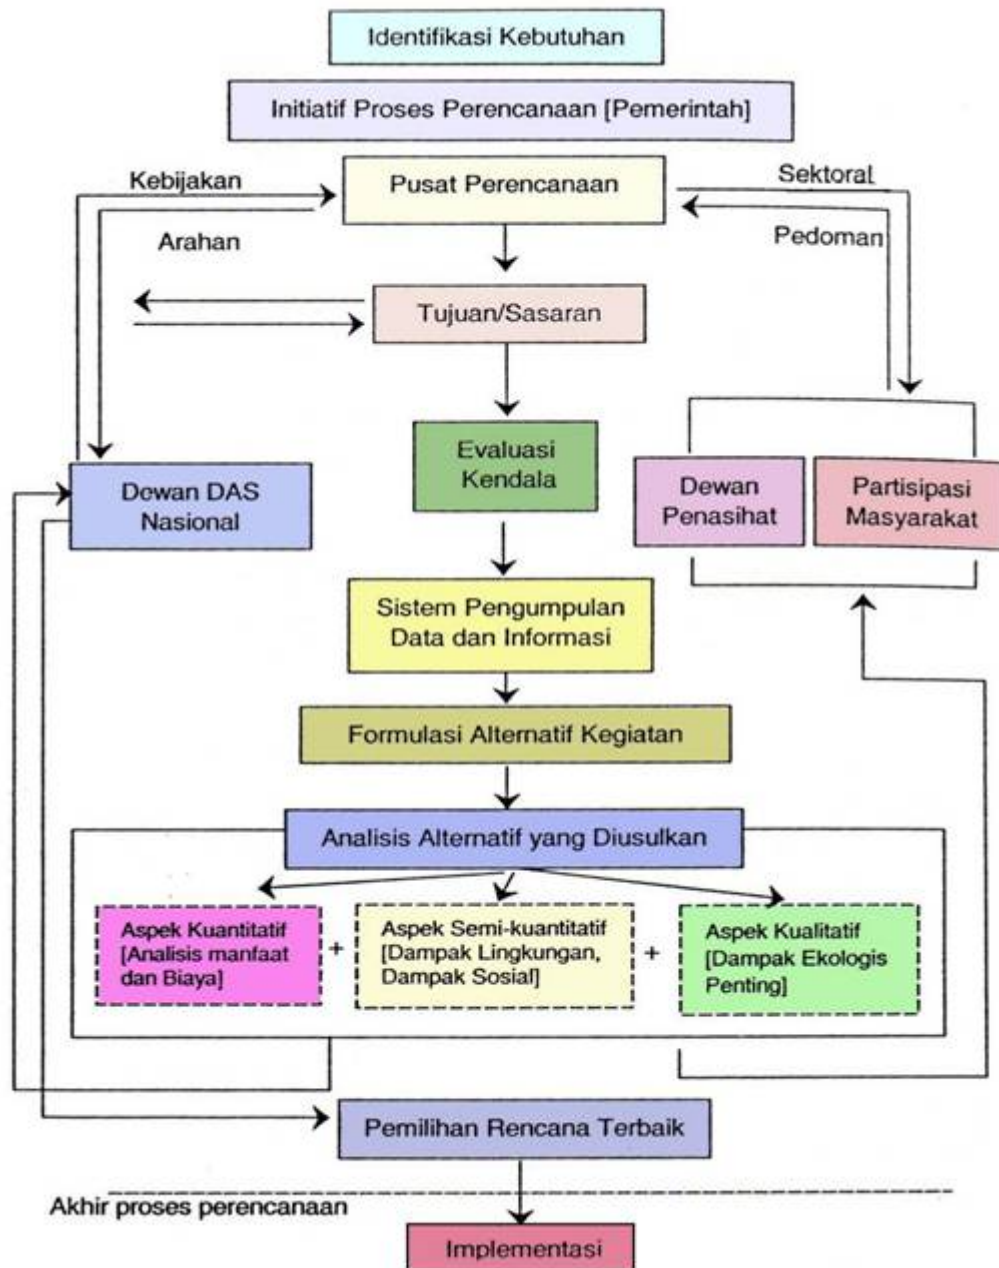 Identifikasi Kebutuhan
Initiatif Proses Perencanaan [Pemerintah]
Kebijakan
Pusat Perencanaan
Sektoral
Arahan
Pedoman
Tujuan/Sasaran
Evaluasi
Kendala
Dewan DAS
Nasional
Dewan
Penasihat
Partisipasi
Masyarakat
Sistem Pengumpulan
Data dan Informasi
Formulasi Alternatif Kegiatan
Analisis Alternatif yang Diusulkan
Aspek Kuantitatif
[Analisis manfaat
dan Biaya]
+
Aspek Semi-kuantitatif
[Dampak Lingkungan,
Dampak Sosial]
+
Aspek Kualitatif
[Dampak Ekologis
Penting]
Pemilihan Rencana Terbaik
Akhir proses perencanaan
Implementasi